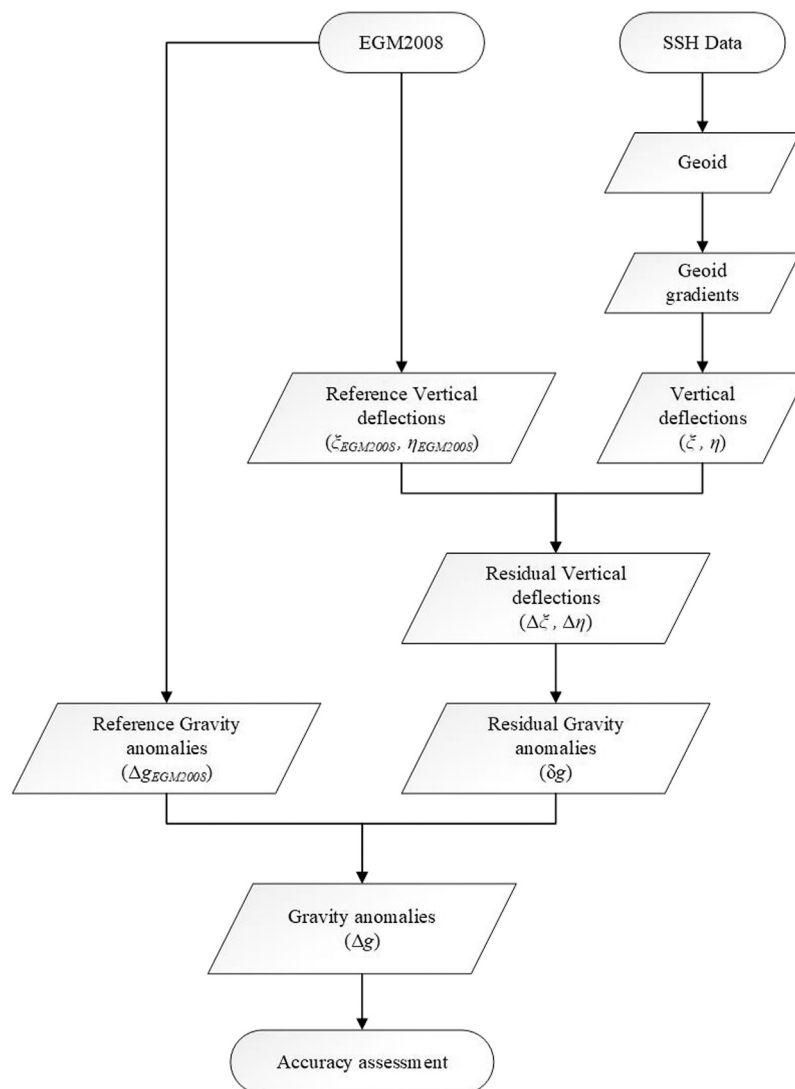 EGM2008
SSH Data
Geoid
Geoid
gradients
Reference Vertical
deflections
(ξEGM2008, ηEGM2008)
Vertical
deflections
(ξ , η)
Residual Vertical
deflections
(Δξ , Δη)
Reference Gravity
anomalies
(ΔgEGM2008)
Residual Gravity
anomalies
(δg)
Gravity anomalies
(Δg)
Accuracy assessment